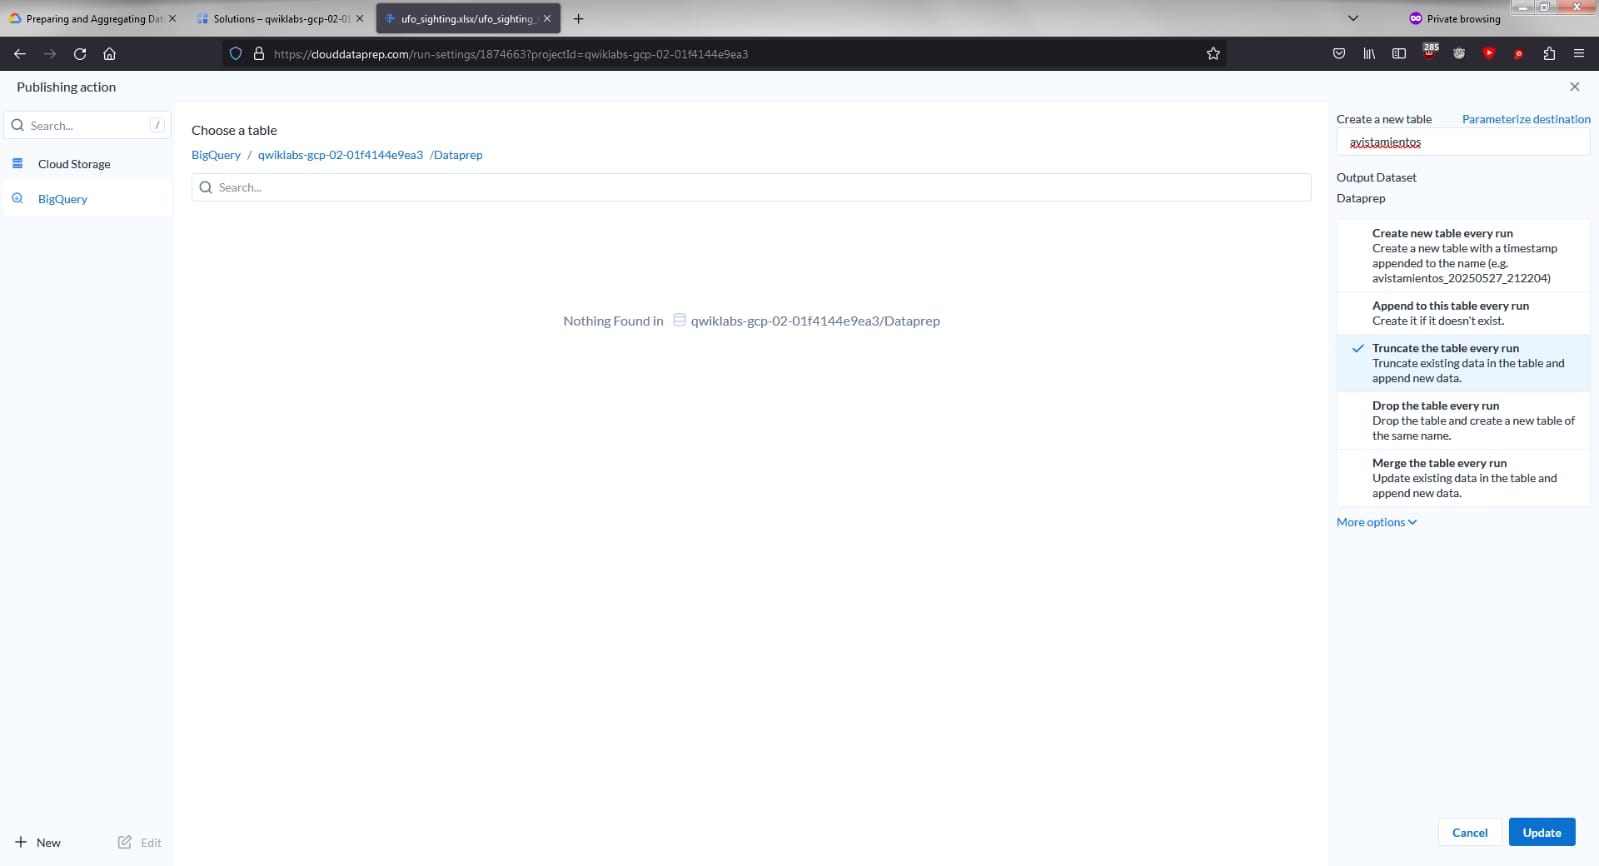 Preparing and Aggregating Dat
Solutions – qwiklabs-gcp-02-01
ufo_sighting.xlsx/ufo_sighting_
Private browsing
https://clouddataprep.com/run-settings/1874663?projectId=qwiklabs-gcp-02-01f4144e9ea3
285
Publishing action
Search...
/
Cloud Storage
BigQuery
New
Edit
Choose a table
BigQuery / qwiklabs-gcp-02-01f4144e9ea3 /Dataprep
Search...
Nothing Found in qwiklabs-gcp-02-01f4144e9ea3/Dataprep
Create a new table
Parameterize destination
avistamientos
Output Dataset
Dataprep
Create new table every run
Create a new table with a timestamp
appended to the name (e.g.
avistamientos_20250527_212204)
Append to this table every run
Create it if it doesn't exist.
Truncate the table every run
Truncate existing data in the table and
append new data.
Drop the table every run
Drop the table and create a new table of
the same name.
Merge the table every run
Update existing data in the table and
append new data.
More options
Cancel
Update